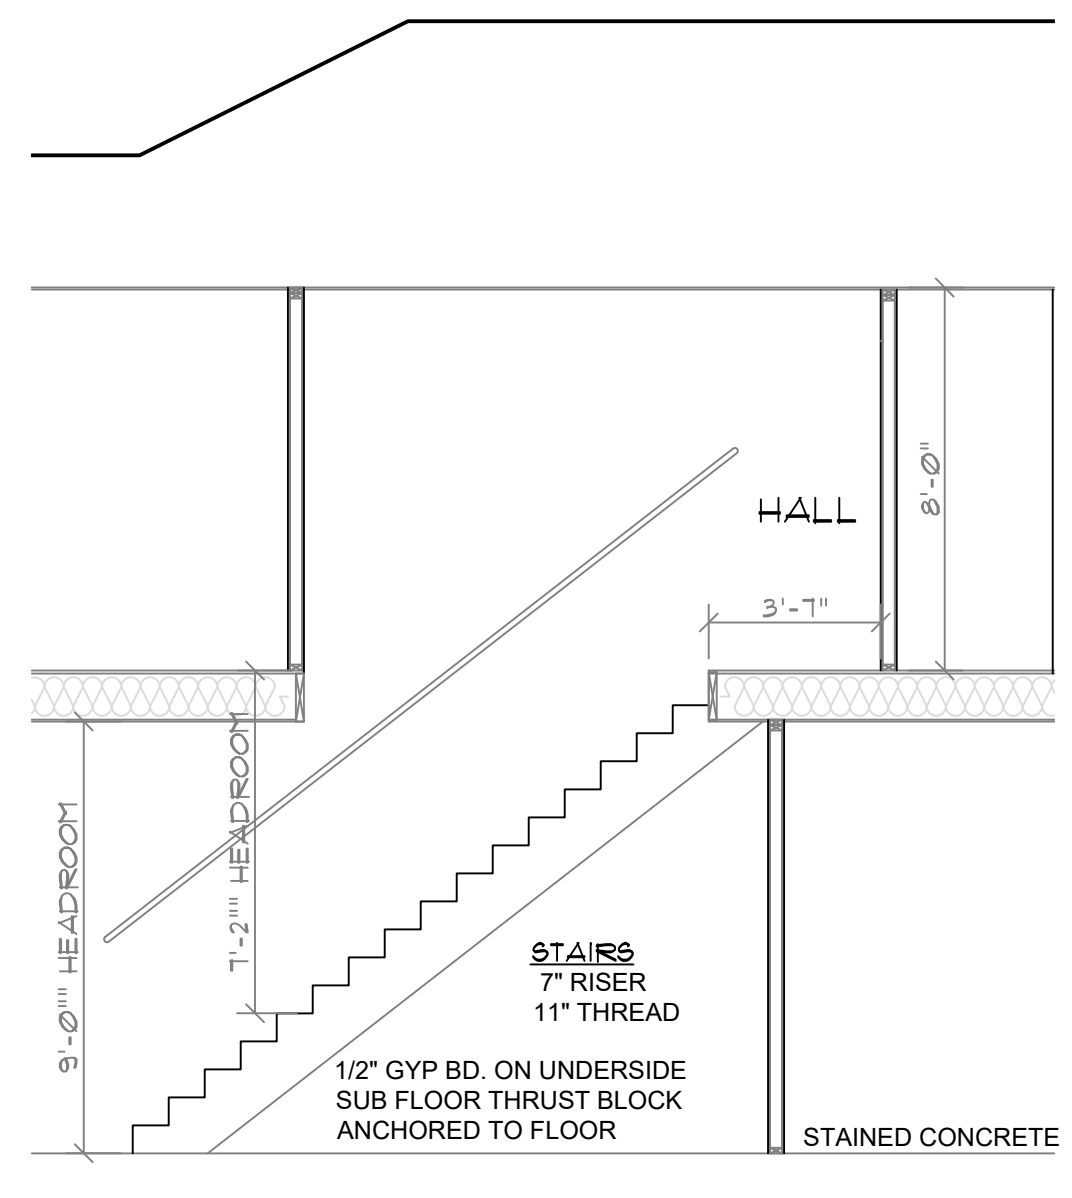 HALL
8'-0"
3'-7"
7'-2"" HEADROOM
9'-0"" HEADROOM
STAIRS
7" RISER
11" THREAD
1/2" GYP BD. ON UNDERSIDE
SUB FLOOR THRUST BLOCK
ANCHORED TO FLOOR
STAINED CONCRETE